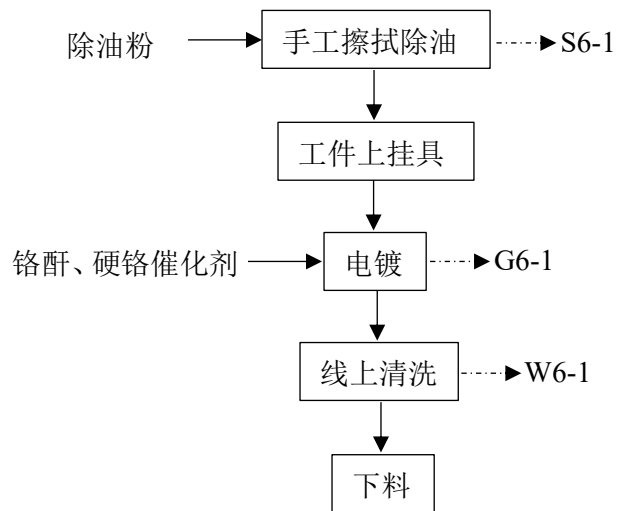 除油粉
手工擦拭除油
S6-1
工件上挂具
铬酐、硬铬催化剂
电镀
G6-1
线上清洗
W6-1
下料